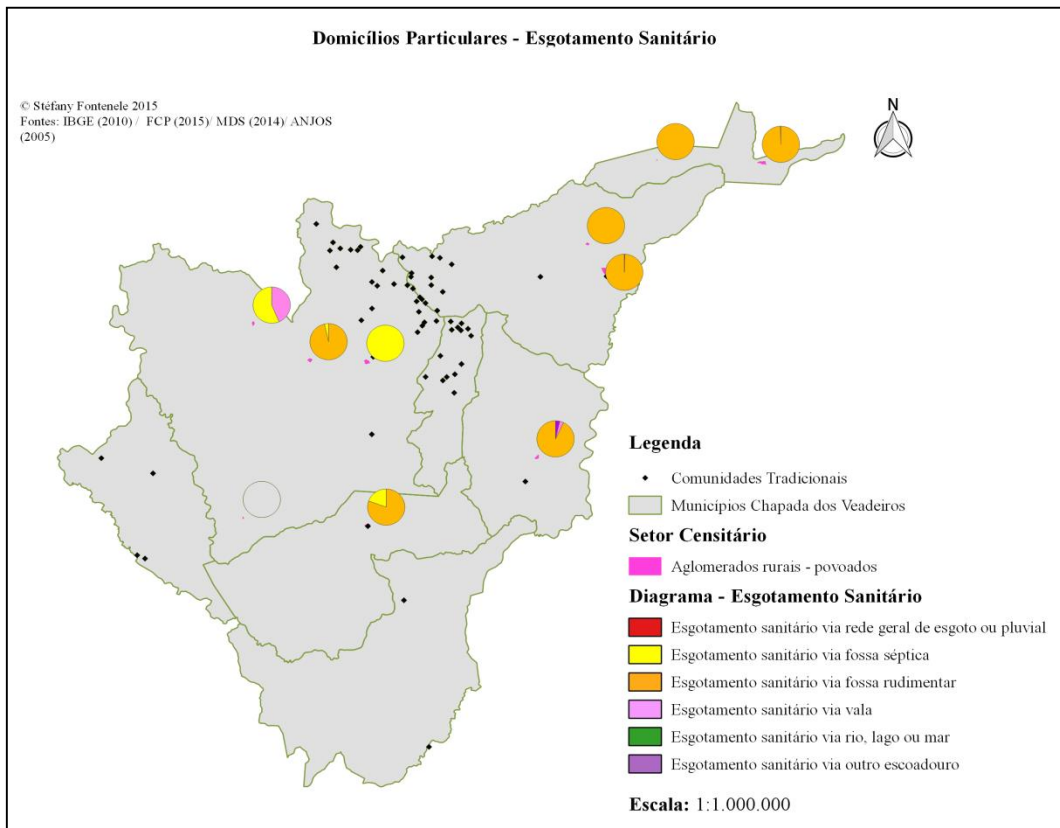 Domicílios Particulares - Esgotamento Sanitário
© Stéfany Fontenele 2015
Fontes: IBGE (2010) / FCP (2015)/ MDS (2014)/ ANJOS
(2005)
N
Legenda
Comunidades Tradicionais
Municípios Chapada dos Veadeiros
Setor Censitário
Aglomerados rurais - povoados
Diagrama - Esgotamento Sanitário
Esgotamento sanitário via rede geral de esgoto ou pluvial
Esgotamento sanitário via fossa séptica
Esgotamento sanitário via fossa rudimentar
Esgotamento sanitário via vala
Esgotamento sanitário via rio, lago ou mar
Esgotamento sanitário via outro escoadouro
Escala: 1:1.000.000